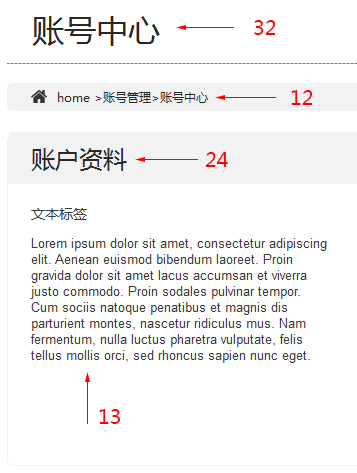 账号中心 32
home >账号管理>账号中心 12
账户资料 24
文本标签
Lorem ipsum dolor sit amet, consectetur adipiscing
elit. Aenean euismod bibendum laoreet. Proin
gravida dolor sit amet lacus accumsan et viverra
justo commodo. Proin sodales pulvinar tempor.
Cum sociis natoque penatibus et magnis dis
parturient montes, nascetur ridiculus mus. Nam
fermentum, nulla luctus pharetra vulputate, felis
tellus mollis orci, sed rhoncus sapien nunc eget.
13